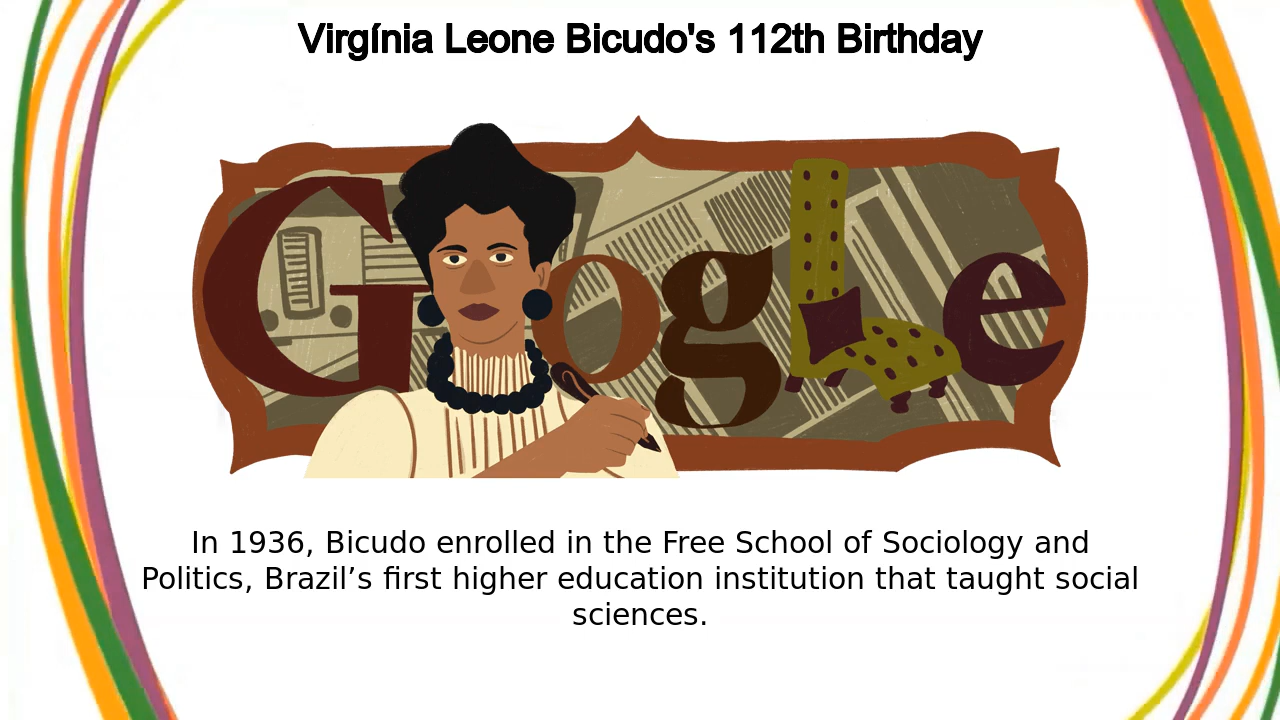 Virgínia Leone Bicudo's 112th Birthday
Google
In 1936, Bicudo enrolled in the Free School of Sociology and
Politics, Brazil’s first higher education institution that taught social
sciences.